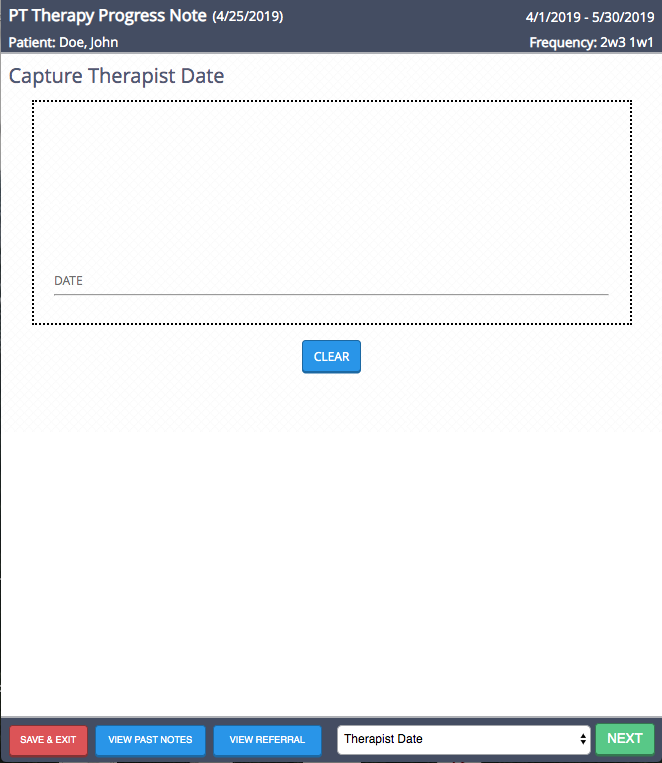 PT Therapy Progress Note (4/25/2019)
4/1/2019 - 5/30/2019
Patient: Doe, John
Frequency: 2w3 1w1
Capture Therapist Date
DATE
CLEAR
SAVE & EXIT
VIEW PAST NOTES
VIEW REFERRAL
Therapist Date
NEXT